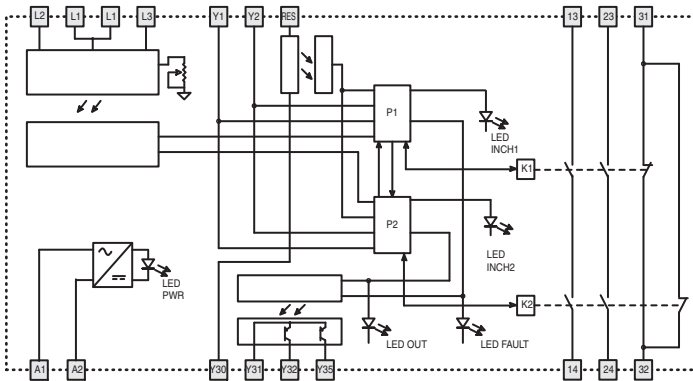 L2 L1 L1 L3 Y1 Y2 RES 13 23 31
P1
LED
INCH1
K1
P2
LED
INCH2
LED
PWR
K2
LED OUT LED FAULT
A1 A2 Y30 Y31 Y32 Y35 14 24 32